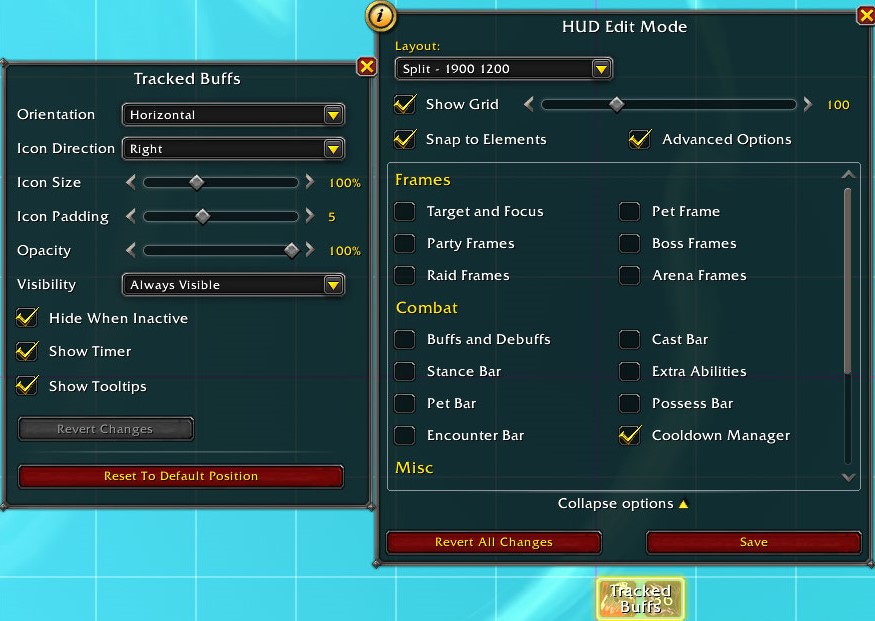 Tracked Buffs
Orientation Horizontal
Icon Direction Right
Icon Size 100%
Icon Padding 5
Opacity 100%
Visibility Always Visible
Hide When Inactive
Show Timer
Show Tooltips
Revert Changes
Reset To Default Position
i
HUD Edit Mode
Layout:
Split - 1900 1200
Show Grid 100
Snap to Elements Advanced Options
Frames
Target and Focus Pet Frame
Party Frames Boss Frames
Raid Frames Arena Frames
Combat
Buffs and Debuffs Cast Bar
Stance Bar Extra Abilities
Pet Bar Possess Bar
Encounter Bar Cooldown Manager
Misc
Collapse options
Revert All Changes Save
Tracked
Buffs